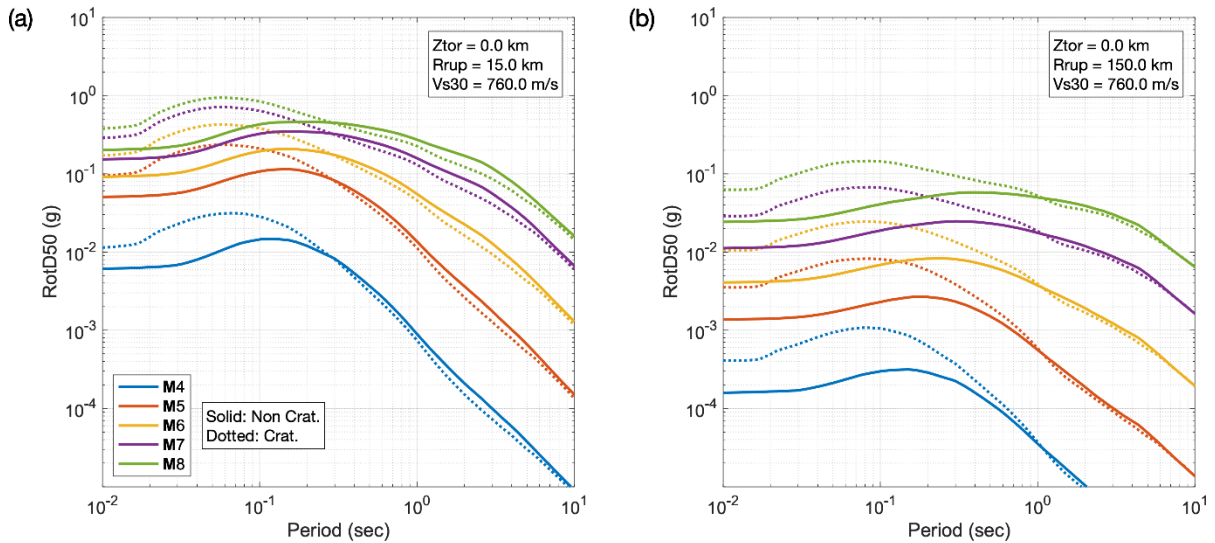 (a)
10^1
10^0
10^-1
10^-2
10^-3
10^-4
RotD50 (g)
Ztor = 0.0 km
Rrup = 15.0 km
Vs30 = 760.0 m/s
M4
M5
M6
M7
M8
Solid: Non Crat.
Dotted: Crat.
10^-2
10^-1
10^0
10^1
Period (sec)
(b)
10^1
10^0
10^-1
10^-2
10^-3
10^-4
RotD50 (g)
Ztor = 0.0 km
Rrup = 150.0 km
Vs30 = 760.0 m/s
10^-2
10^-1
10^0
10^1
Period (sec)